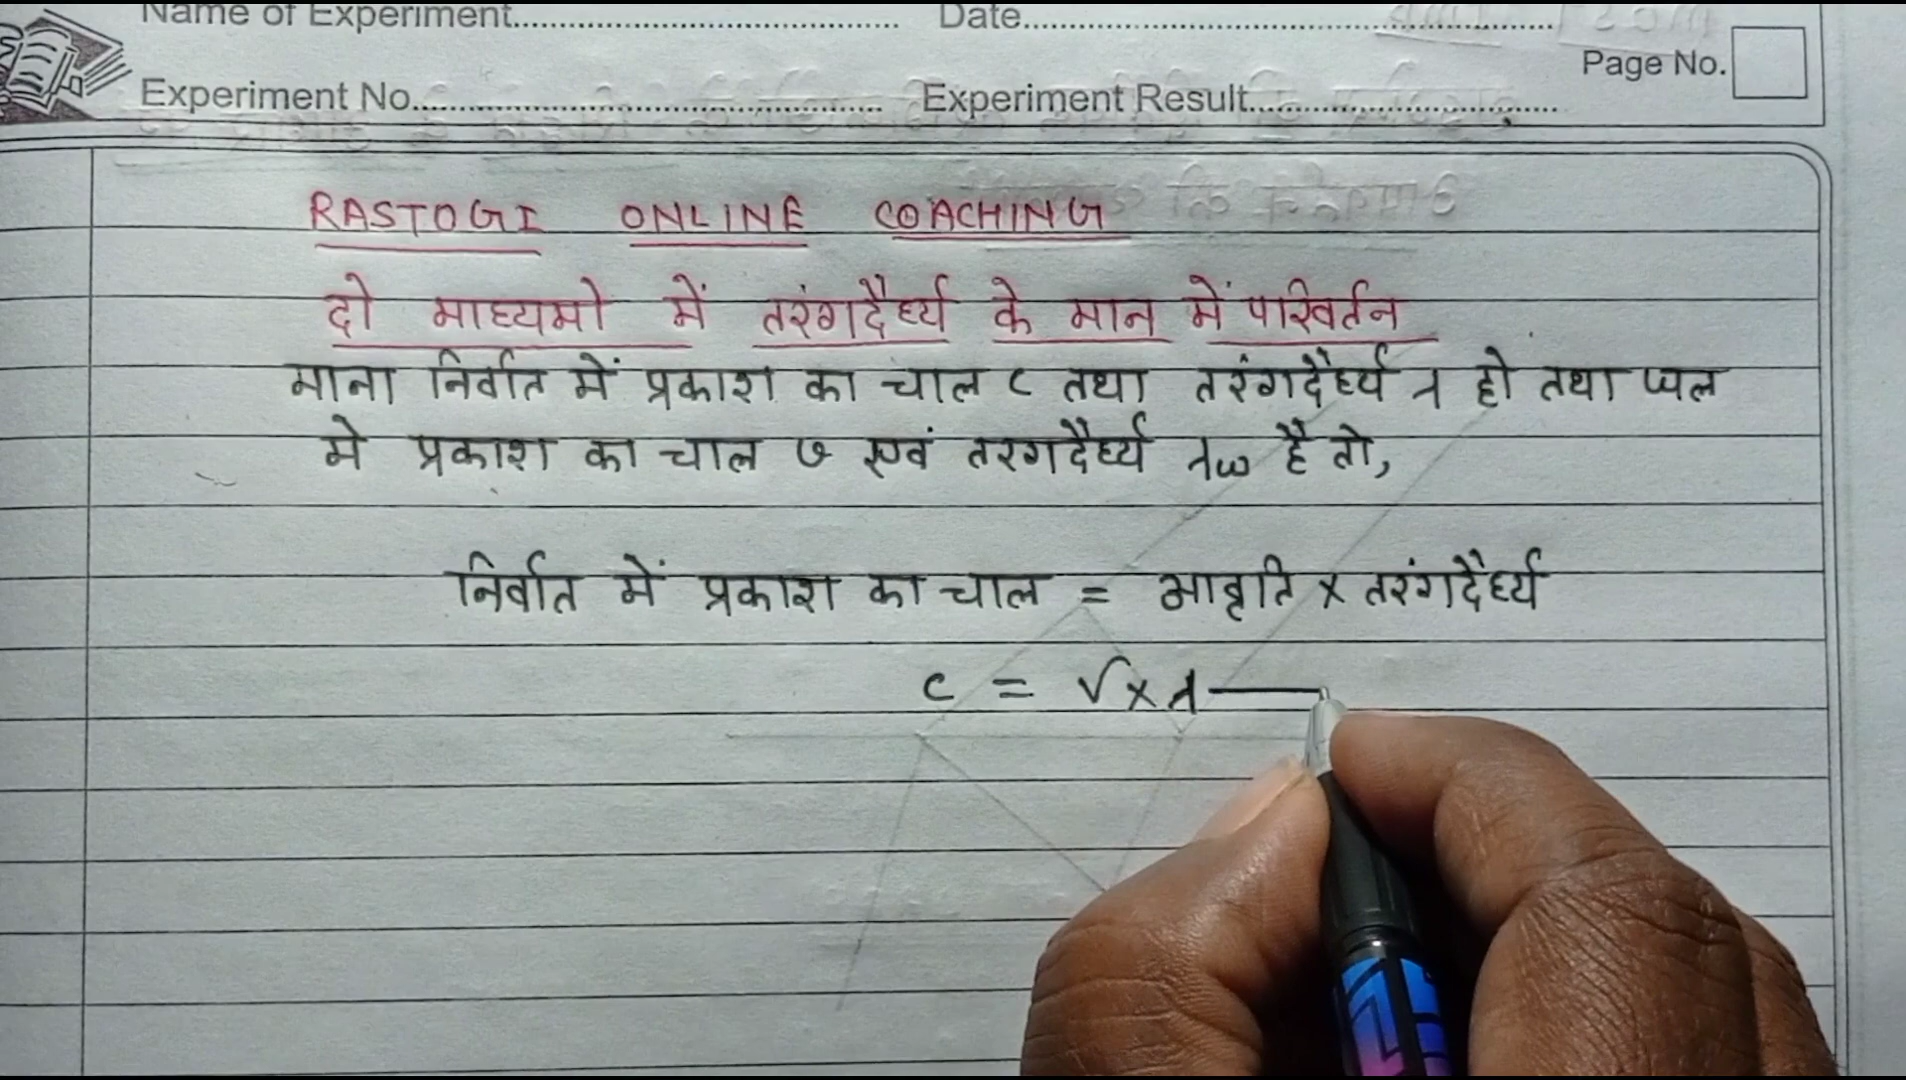 Name of Experiment.......... Date..........
Page No.
Experiment No.......... Experiment Result..........
RASTOGI ONLINE COACHING
दो माध्यमो में तरंगदैर्ध्य के मान में परिवर्तन
माना निर्वात में प्रकाश का चाल c तथा तरंगदैर्ध्य λ हो तथा जल
मे प्रकाश का चाल v एवं तरगदैर्ध्य λω है तो,
निर्वात में प्रकाश का चाल = आवृति × तरंगदैर्ध्य
c = ν × λ —